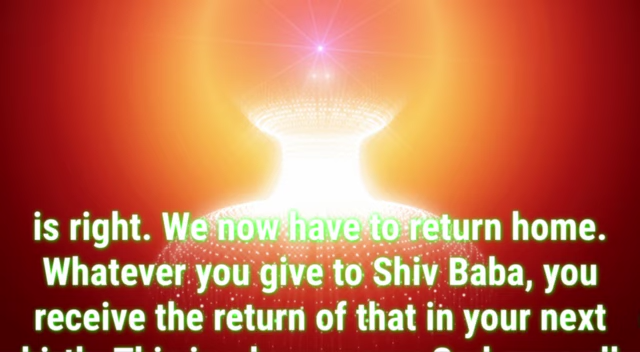 is right. We now have to return home.
Whatever you give to Shiv Baba, you
receive the return of that in your next